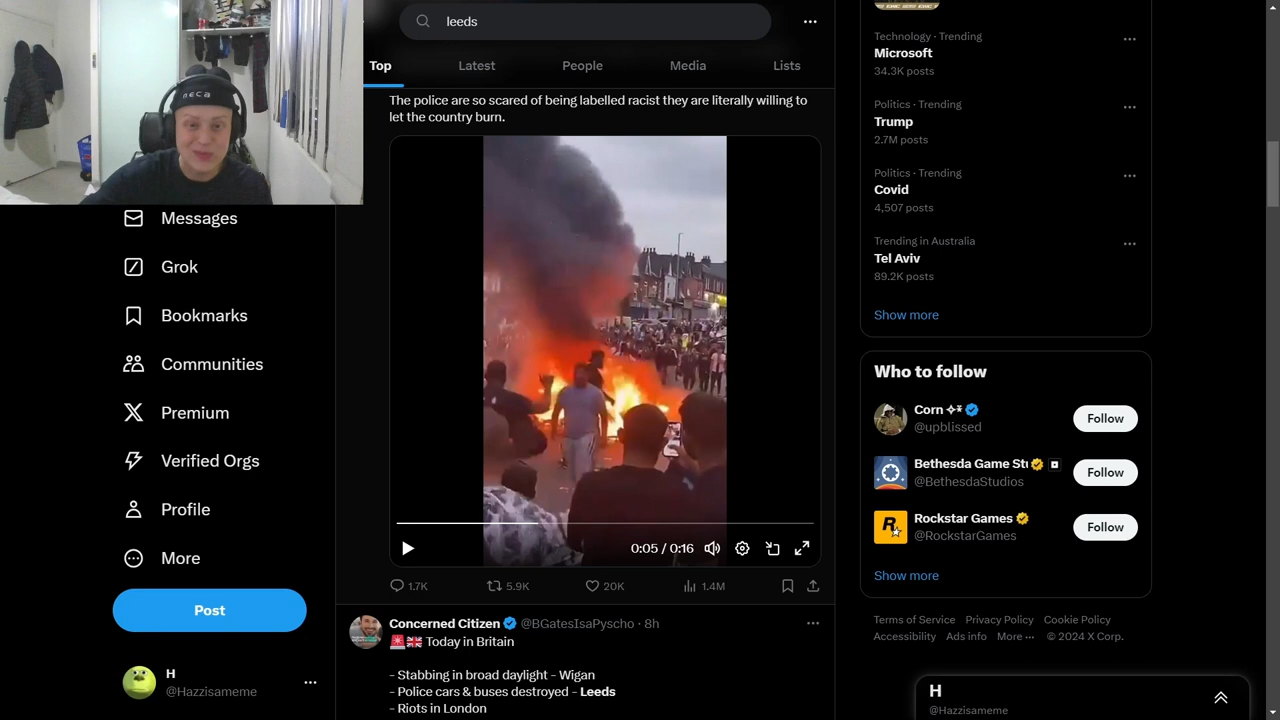 neca
leeds
Top
Latest
People
Media
Lists
The police are so scared of being labelled racist they are literally willing to
let the country burn.
0:05 / 0:16
1.7K
5.9K
20K
1.4M
Concerned Citizen @BGatesIsaPyscho · 8h
🚨🇬🇧 Today in Britain
- Stabbing in broad daylight - Wigan
- Police cars & buses destroyed - Leeds
- Riots in London
Messages
Grok
Bookmarks
Communities
Premium
Verified Orgs
Profile
More
Post
H
@Hazzisameme
Technology · Trending
Microsoft
34.3K posts
Politics · Trending
Trump
2.7M posts
Politics · Trending
Covid
4,507 posts
Trending in Australia
Tel Aviv
89.2K posts
Show more
Who to follow
Corn
@upblissed
Follow
Bethesda Game Stu
@BethesdaStudios
Follow
Rockstar Games
@RockstarGames
Follow
Show more
Terms of Service Privacy Policy Cookie Policy
Accessibility Ads info More ··· © 2024 X Corp.
H
@Hazzisameme